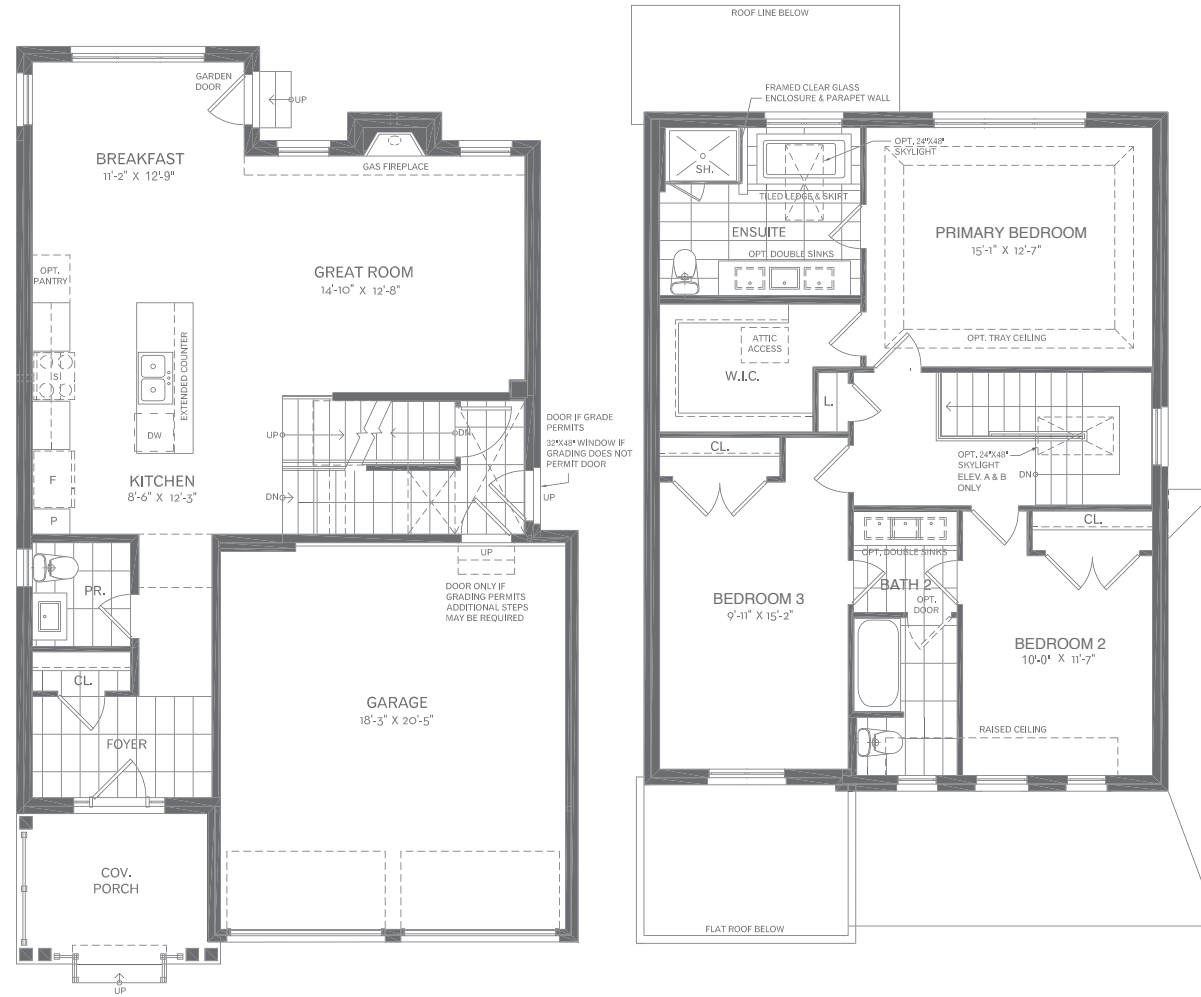 GARDEN
DOOR
UP
BREAKFAST
11'-2" X 12'-9"
GAS FIREPLACE
GREAT ROOM
14'-10" X 12'-8"
OPT.
PANTRY
S
EXTENDED COUNTER
DW
F
P
KITCHEN
8'-6" X 12'-3"
UP
DN
DN
DOOR IF GRADE
PERMITS
32"X48" WINDOW IF
GRADING DOES NOT
PERMIT DOOR
UP
UP
DOOR ONLY IF
GRADING PERMITS
ADDITIONAL STEPS
MAY BE REQUIRED
PR.
CL.
FOYER
GARAGE
18'-3" X 20'-5"
COV.
PORCH
UP
ROOF LINE BELOW
FRAMED CLEAR GLASS
ENCLOSURE & PARAPET WALL
OPT. 24"X48"
SKYLIGHT
SH.
TILED LEDGE & SKIRT
ENSUITE
OPT. DOUBLE SINKS
PRIMARY BEDROOM
15'-1" X 12'-7"
OPT. TRAY CEILING
ATTIC
ACCESS
W.I.C.
L.
CL.
OPT. 24"X48"
SKYLIGHT
ELEV. A & B
ONLY
DN
CL.
OPT. DOUBLE SINKS
BATH 2
OPT.
DOOR
BEDROOM 3
9'-11" X 15'-2"
BEDROOM 2
10'-0" X 11'-7"
RAISED CEILING
FLAT ROOF BELOW